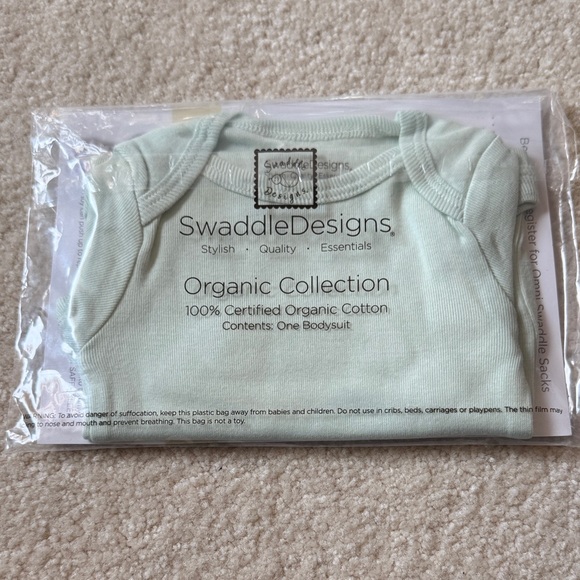 SwaddleDesigns
Swaddle
Designs
SwaddleDesigns®
Stylish · Quality · Essentials
Organic Collection
100% Certified Organic Cotton
Contents: One Bodysuit
register for Omni Swaddle Sacks
WARNING: To avoid danger of suffocation, keep this plastic bag away from babies and children. Do not use in cribs, beds, carriages or playpens. The thin film may
to nose and mouth and prevent breathing. This bag is not a toy.